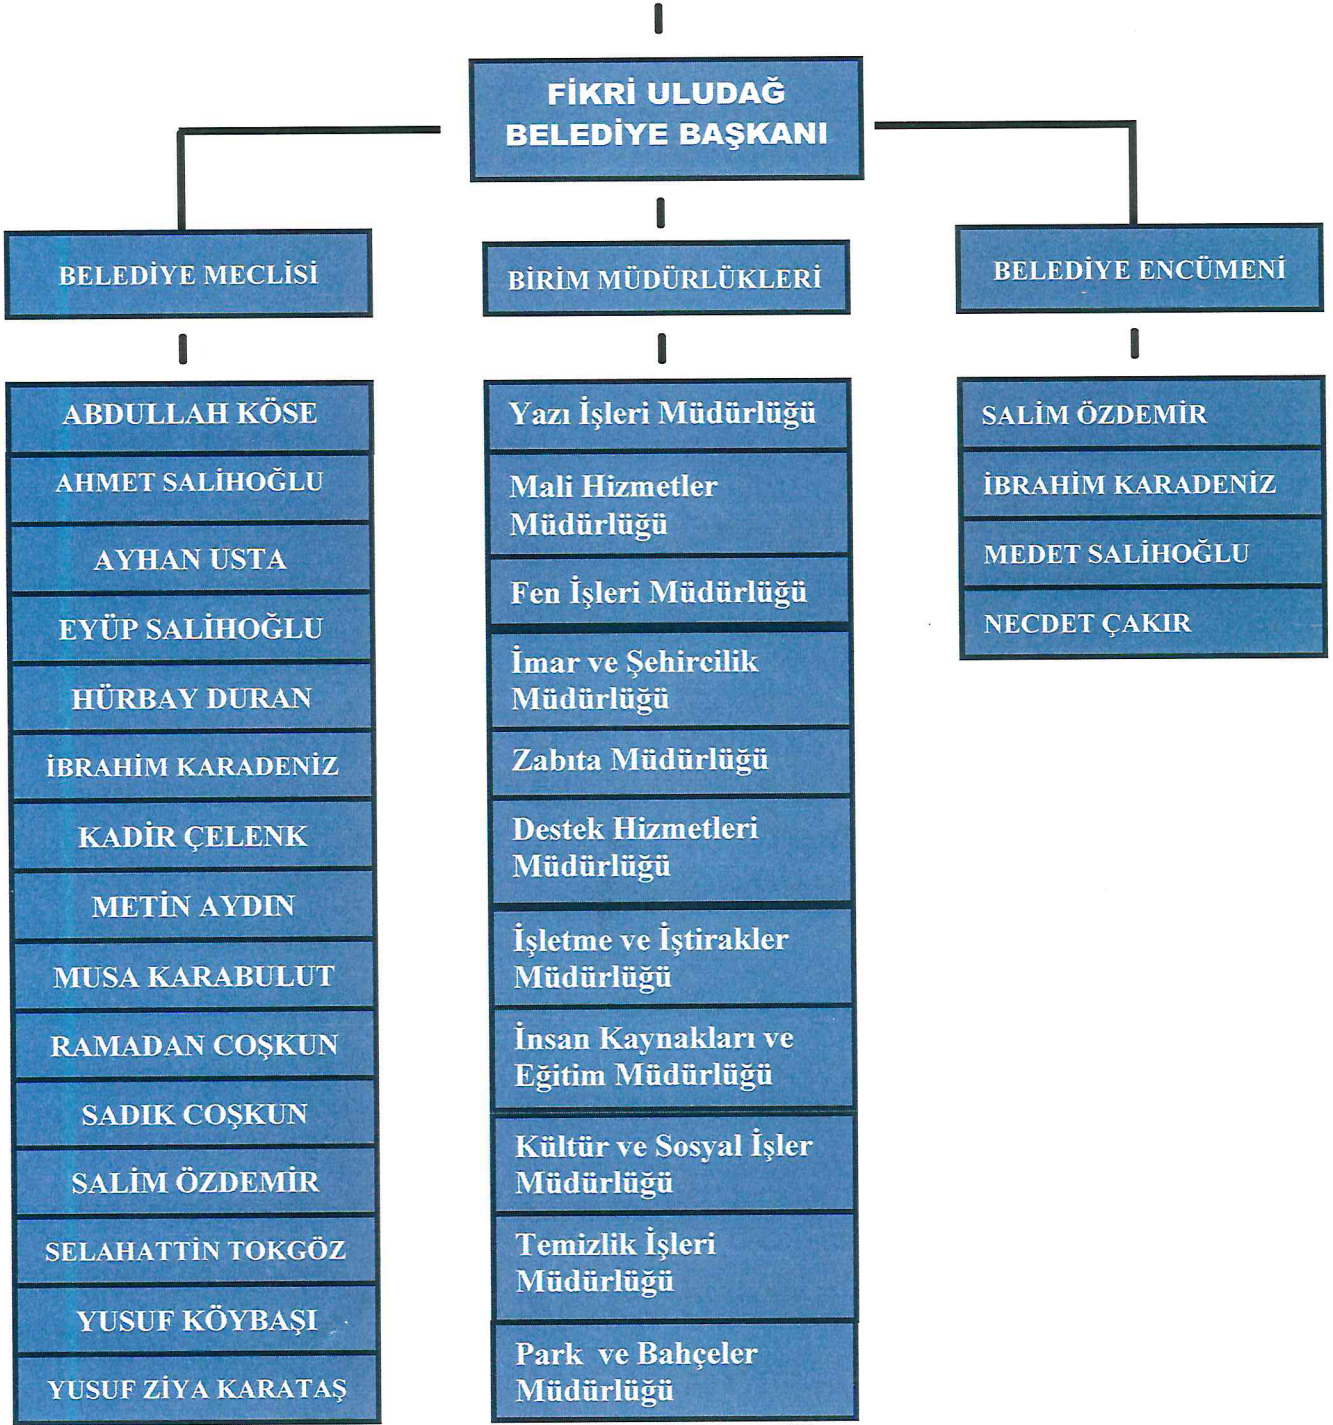 FİKRİ ULUDAĞ
BELEDİYE BAŞKANI
BELEDİYE MECLİSİ
ABDULLAH KÖSE
AHMET SALİHOĞLU
AYHAN USTA
EYÜP SALİHOĞLU
HÜRBAY DURAN
İBRAHİM KARADENİZ
KADİR ÇELENK
METİN AYDIN
MUSA KARABULUT
RAMADAN COŞKUN
SADIK COŞKUN
SALİM ÖZDEMİR
SELAHATTİN TOKGÖZ
YUSUF KÖYBAŞI
YUSUF ZİYA KARATAŞ
BİRİM MÜDÜRLÜKLERİ
Yazı İşleri Müdürlüğü
Mali Hizmetler
Müdürlüğü
Fen İşleri Müdürlüğü
İmar ve Şehircilik
Müdürlüğü
Zabıta Müdürlüğü
Destek Hizmetleri
Müdürlüğü
İşletme ve İştirakler
Müdürlüğü
İnsan Kaynakları ve
Eğitim Müdürlüğü
Kültür ve Sosyal İşler
Müdürlüğü
Temizlik İşleri
Müdürlüğü
Park ve Bahçeler
Müdürlüğü
BELEDİYE ENCÜMENİ
SALİM ÖZDEMİR
İBRAHİM KARADENİZ
MEDET SALİHOĞLU
NECDET ÇAKIR